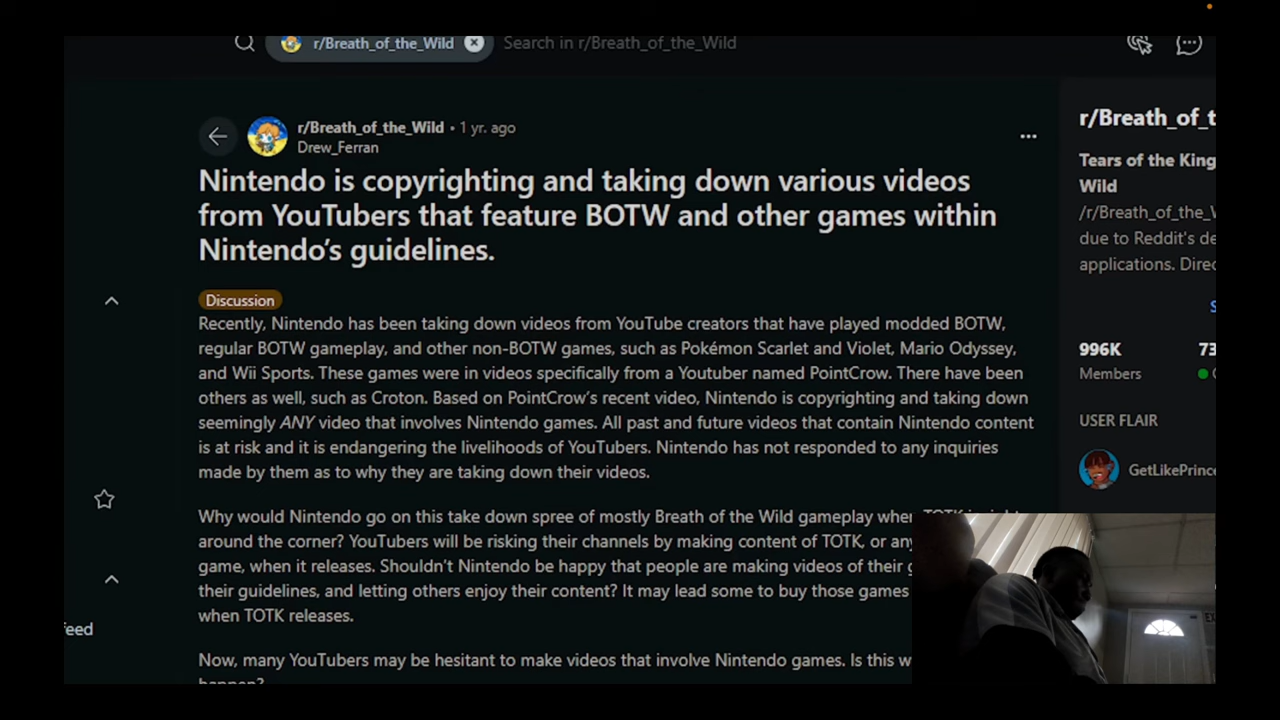 r/Breath_of_the_Wild
Search in r/Breath_of_the_Wild
r/Breath_of_the_Wild • 1 yr. ago
Drew_Ferran
Nintendo is copyrighting and taking down various videos
from YouTubers that feature BOTW and other games within
Nintendo's guidelines.
Discussion
Recently, Nintendo has been taking down videos from YouTube creators that have played modded BOTW,
regular BOTW gameplay, and other non-BOTW games, such as Pokémon Scarlet and Violet, Mario Odyssey,
and Wii Sports. These games were in videos specifically from a Youtuber named PointCrow. There have been
others as well, such as Croton. Based on PointCrow's recent video, Nintendo is copyrighting and taking down
seemingly ANY video that involves Nintendo games. All past and future videos that contain Nintendo content
is at risk and it is endangering the livelihoods of YouTubers. Nintendo has not responded to any inquiries
made by them as to why they are taking down their videos.
Why would Nintendo go on this take down spree of mostly Breath of the Wild gameplay when TOTK is
around the corner? YouTubers will be risking their channels by making content of TOTK, or any
game, when it releases. Shouldn't Nintendo be happy that people are making videos of their
their guidelines, and letting others enjoy their content? It may lead some to buy those games
when TOTK releases.
Now, many YouTubers may be hesitant to make videos that involve Nintendo games. Is this
happen?
feed
r/Breath_of_t
Tears of the King
Wild
/r/Breath_of_the_W
due to Reddit's de
applications. Direc
996K
73
Members
USER FLAIR
GetLikePrince